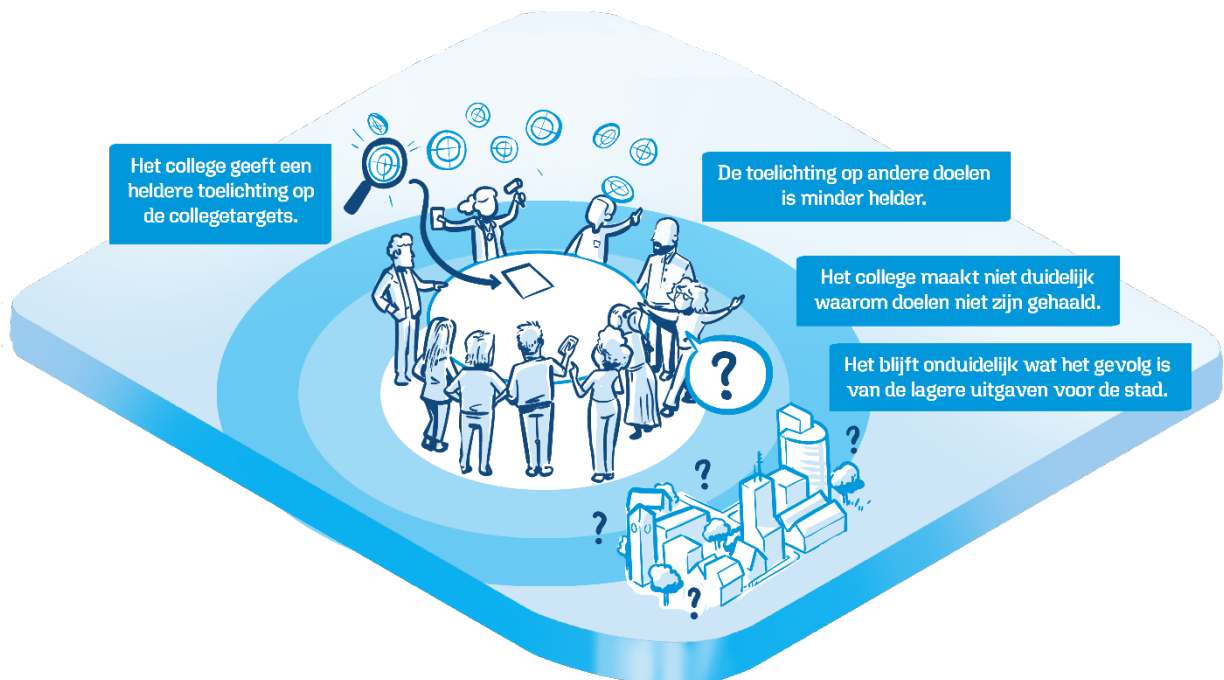 Het college geeft een
heldere toelichting op
de collegetargets.
De toelichting op andere doelen
is minder helder.
Het college maakt niet duidelijk
waarom doelen niet zijn gehaald.
Het blijft onduidelijk wat het gevolg is
van de lagere uitgaven voor de stad.
?
?
?
?
?